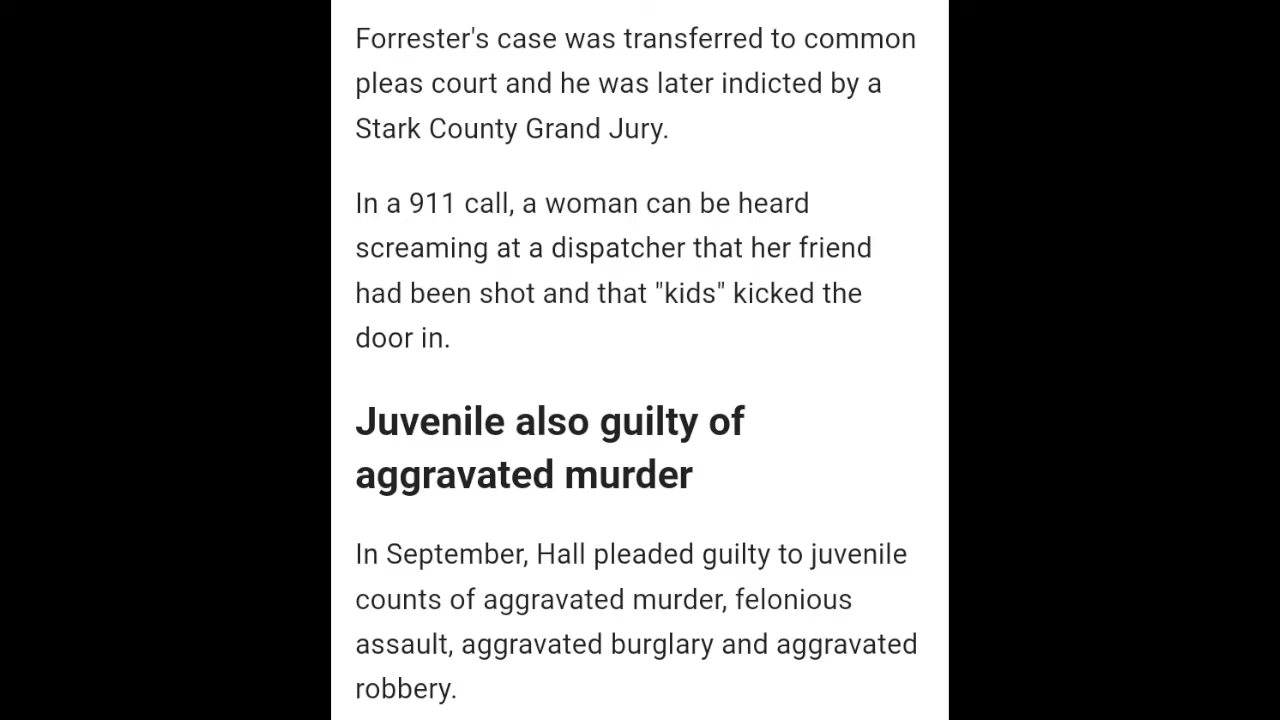 Forrester's case was transferred to common
pleas court and he was later indicted by a
Stark County Grand Jury.
In a 911 call, a woman can be heard
screaming at a dispatcher that her friend
had been shot and that "kids" kicked the
door in.
Juvenile also guilty of
aggravated murder
In September, Hall pleaded guilty to juvenile
counts of aggravated murder, felonious
assault, aggravated burglary and aggravated
robbery.